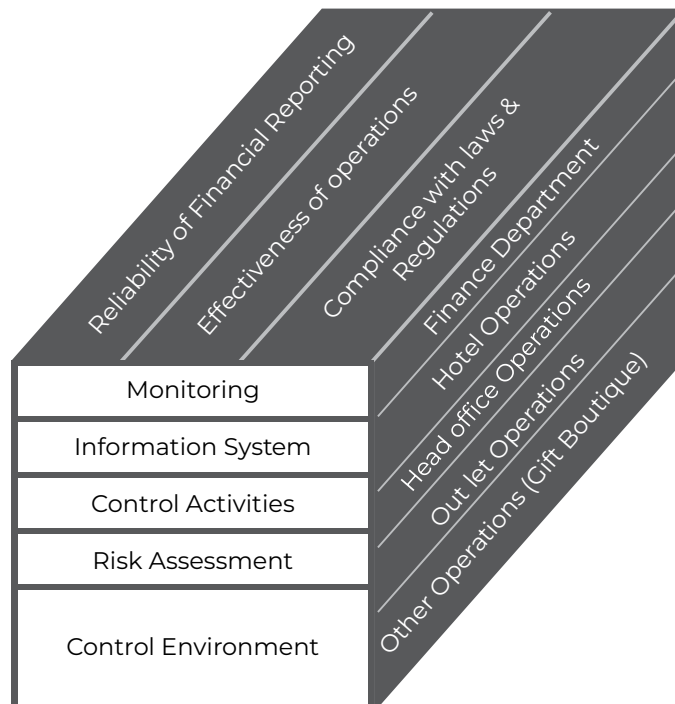 Reliability of Financial Reporting
Effectiveness of operations
Compliance with laws &
Regulations
Finance Department
Hotel Operations
Head office Operations
Out let Operations
Other Operations (Gift Boutique)
Monitoring
Information System
Control Activities
Risk Assessment
Control Environment